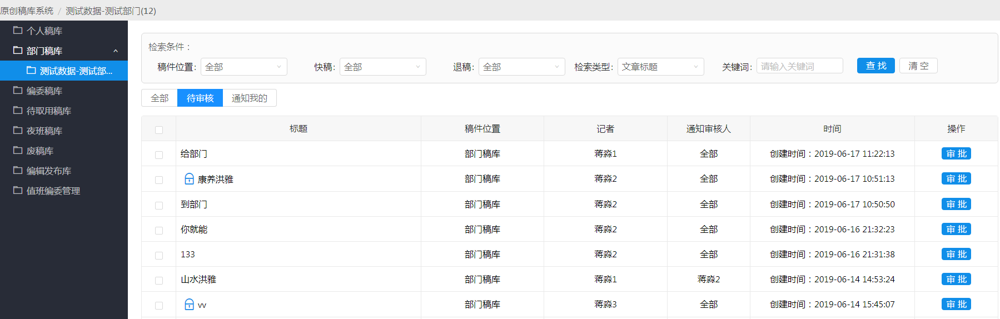 原创稿库系统 / 测试数据-测试部门(12)
个人稿库
部门稿库
测试数据-测试部...
编委稿库
待取用稿库
夜班稿库
废稿库
编辑发布库
值班编委管理
检索条件：
稿件位置: 全部 快稿: 全部 退稿: 全部 检索类型: 文章标题 关键词: 请输入关键词 查 找 清 空
全部 待审核 通知我的
标题 稿件位置 记者 通知审核人 时间 操作
给部门 部门稿库 蒋淼1 全部 创建时间：2019-06-17 11:22:13 审 批
康养洪雅 部门稿库 蒋淼2 全部 创建时间：2019-06-17 10:51:13 审 批
到部门 部门稿库 蒋淼2 全部 创建时间：2019-06-17 10:50:50 审 批
你就能 部门稿库 蒋淼2 全部 创建时间：2019-06-16 21:32:23 审 批
133 部门稿库 蒋淼2 全部 创建时间：2019-06-16 21:31:38 审 批
山水洪雅 部门稿库 蒋淼1 蒋淼2 创建时间：2019-06-14 14:53:24 审 批
vv 部门稿库 蒋淼3 全部 创建时间：2019-06-14 15:45:07 审 批